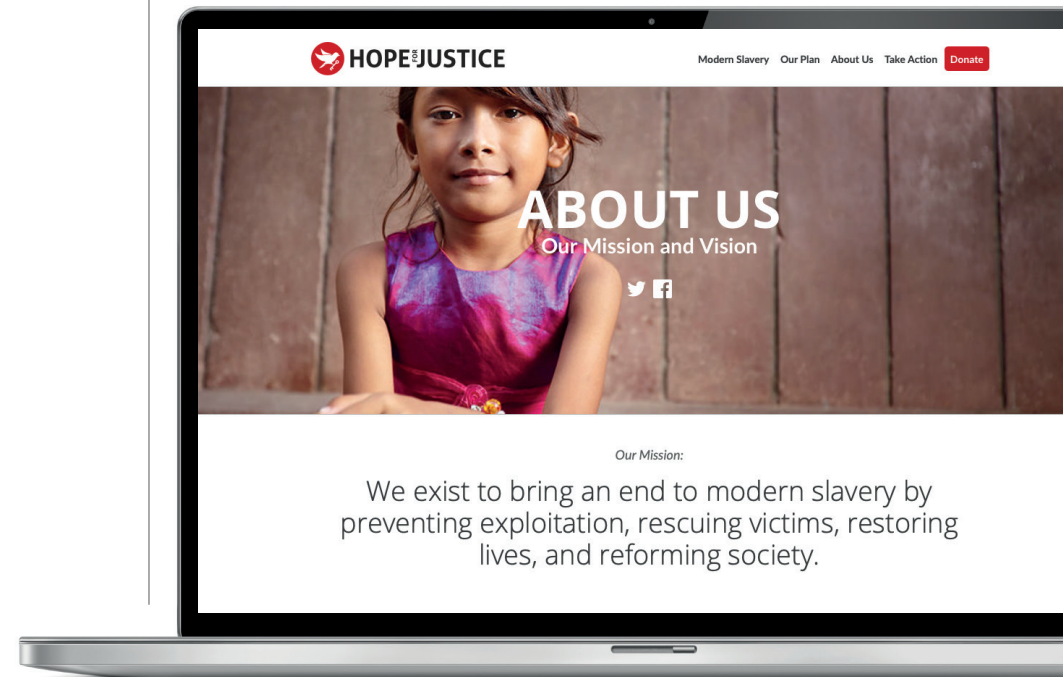 HOPE FOR JUSTICE
Modern Slavery Our Plan About Us Take Action Donate
ABOUT US
Our Mission and Vision
Our Mission:
We exist to bring an end to modern slavery by
preventing exploitation, rescuing victims, restoring
lives, and reforming society.